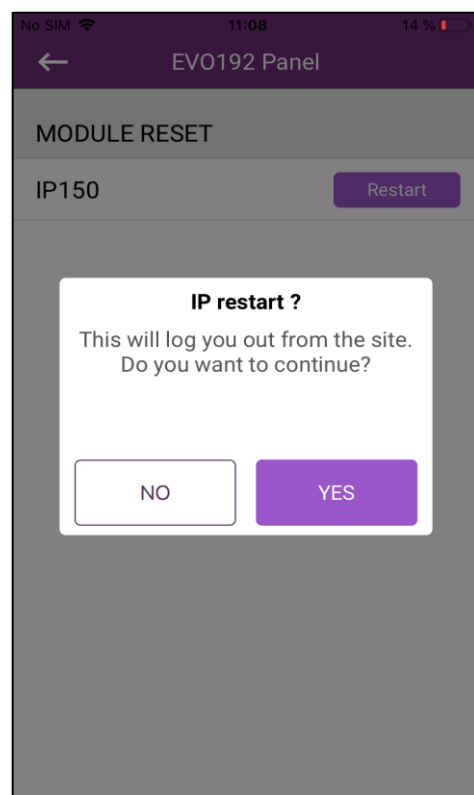 No SIM 11:08 14 %
EVO192 Panel
MODULE RESET
IP150 Restart
IP restart ?
This will log you out from the site.
Do you want to continue?
NO YES